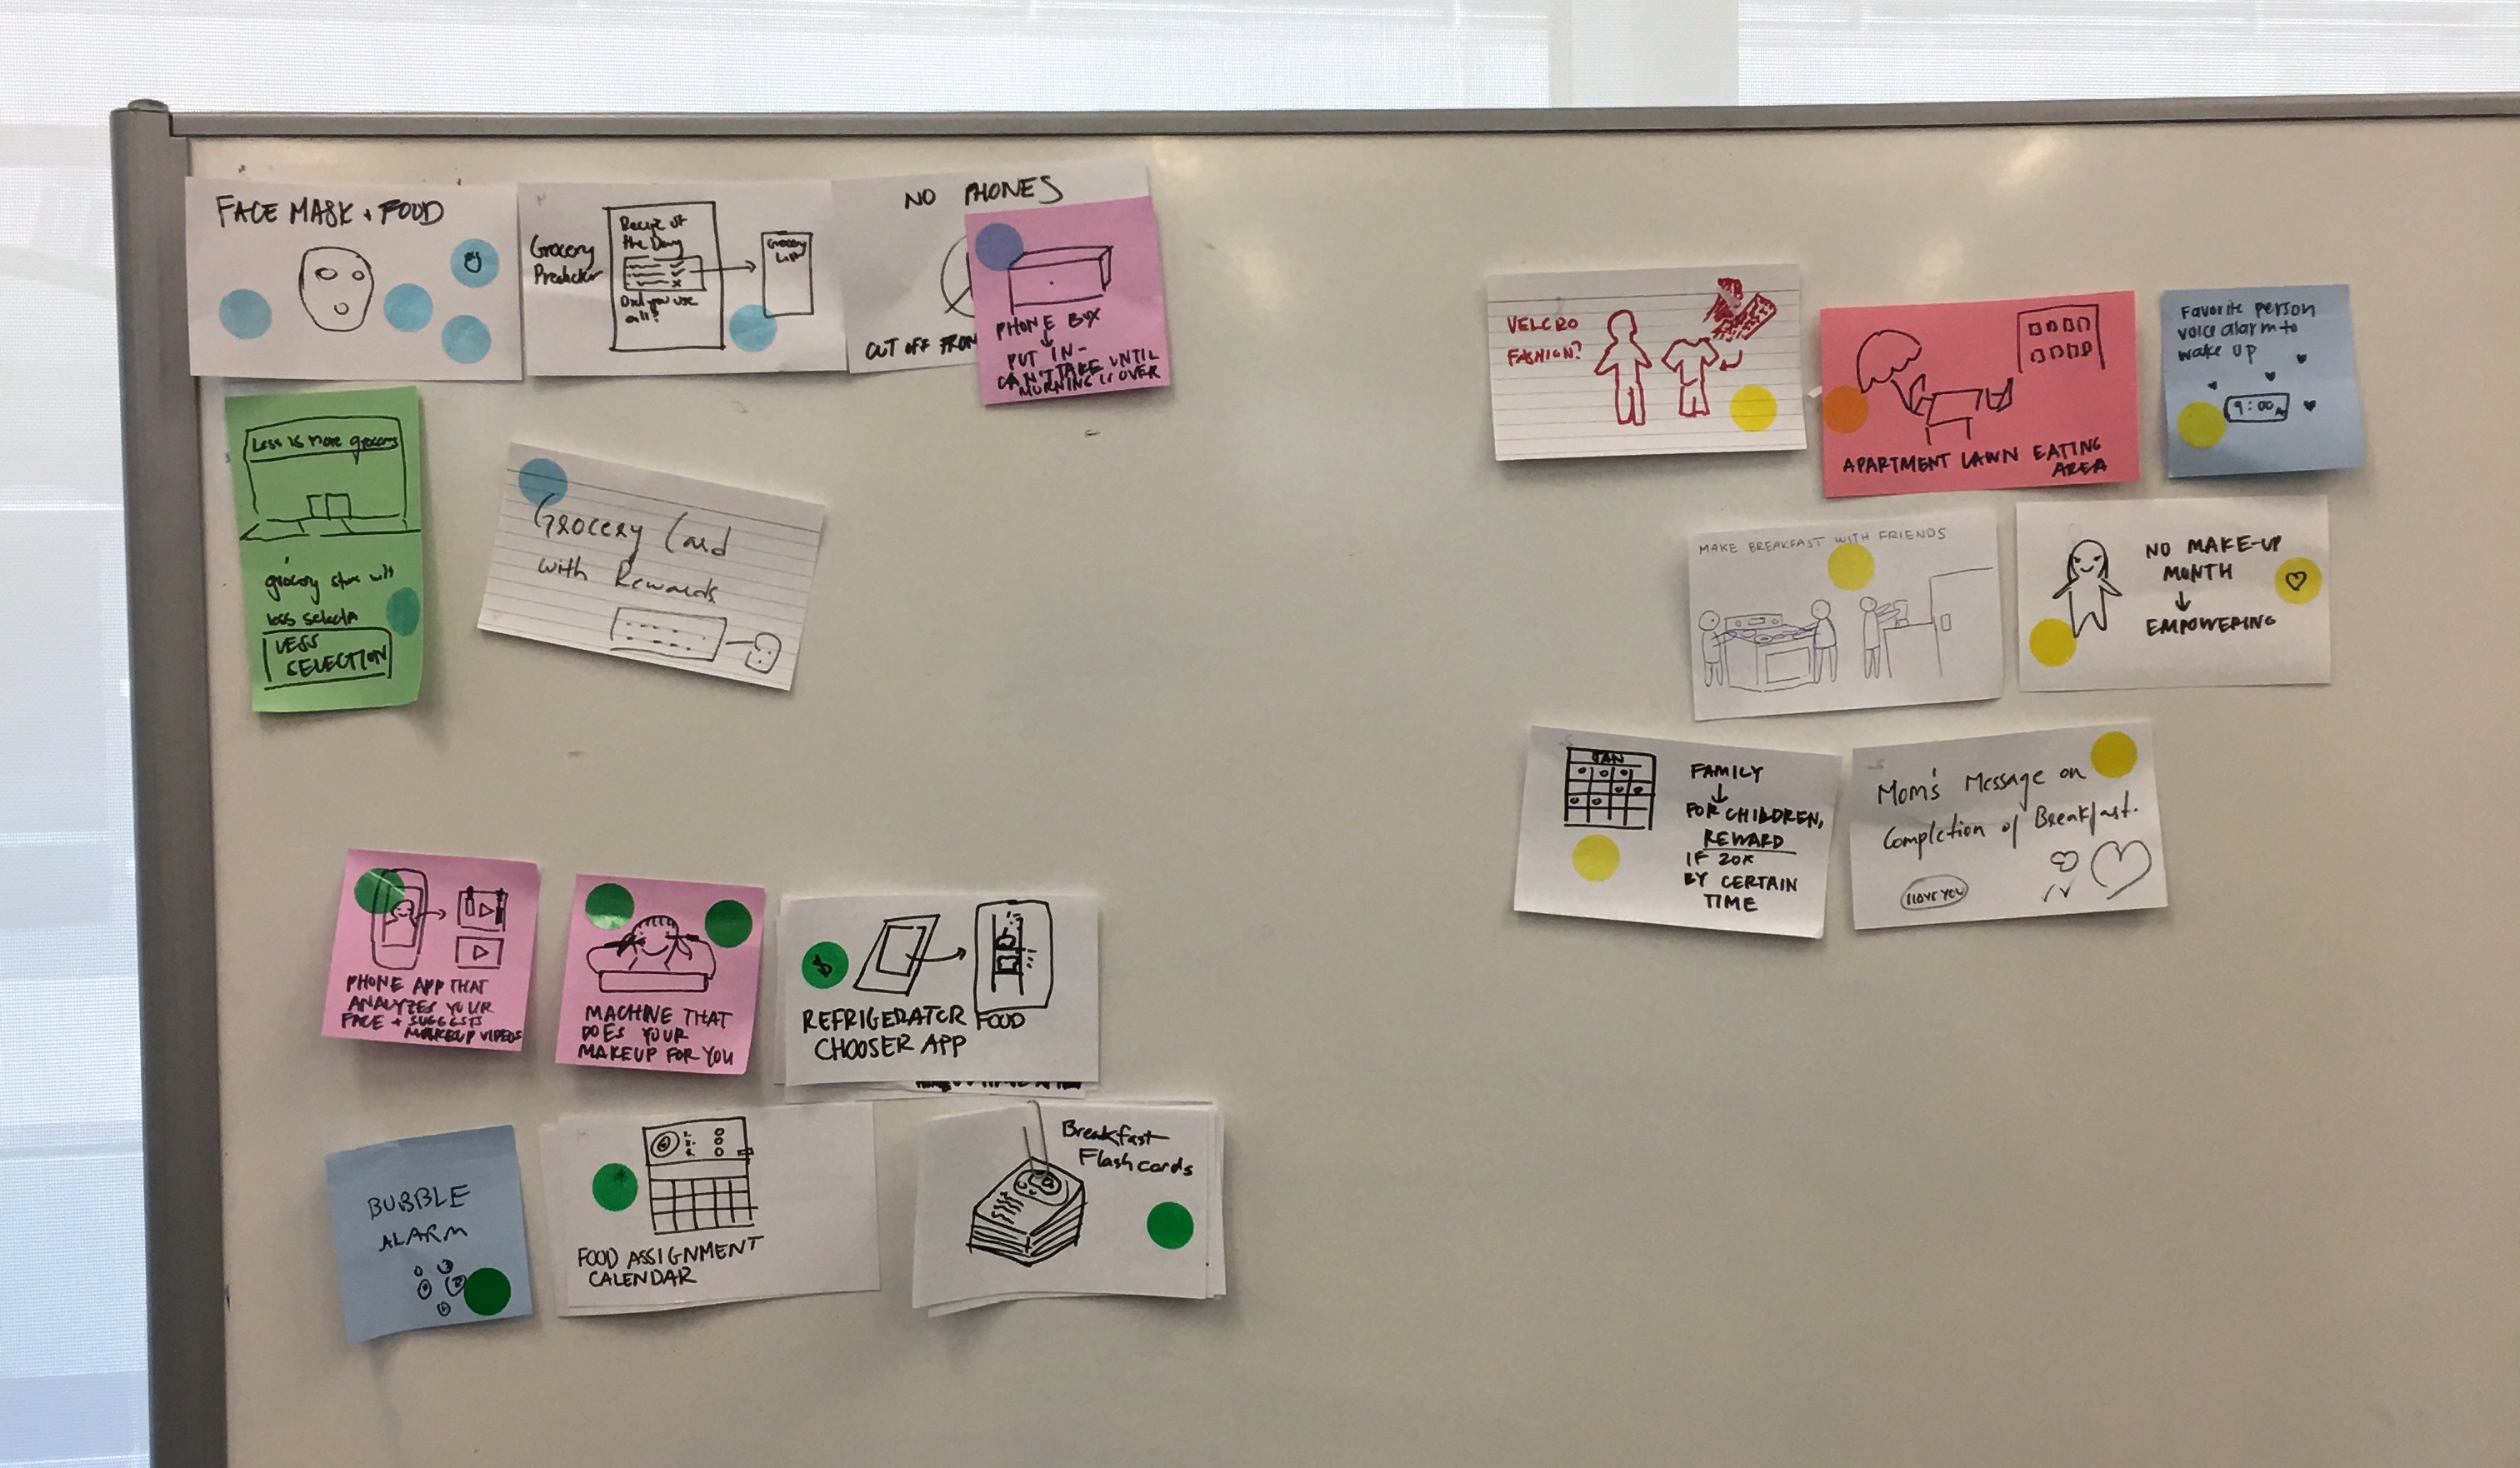 FACE MASK + FOOD
Grocery
Predictor
Recipe of
the Day
Did you use
all?
Grocery
List
NO PHONES
CUT OFF FROM
PHONE BOX
PUT IN-
CAN'T TAKE UNTIL
MORNING IS OVER
Less is More grocery
grocery store with
less selectn
LESS
SELECTION
Grocery Card
with Rewards
VELCRO
FASHION?
APARTMENT LAWN EATING
AREA
Favorite person
voice alarm to
wake up
9:00
MAKE BREAKFAST WITH FRIENDS
NO MAKE-UP
MONTH
EMPOWERING
JAN
FAMILY
FOR CHILDREN,
REWARD
IF 20X
BY CERTAIN
TIME
Mom's Message on
Completion of Breakfast.
I LOVE YOU
PHONE APP THAT
ANALYZES YOUR
FACE + SUGGESTS
MAKEUP VIDEOS
MACHINE THAT
DOES YOUR
MAKEUP FOR YOU
$
REFRIGERATOR FOOD
CHOOSER APP
BUBBLE
ALARM
FOOD ASSIGNMENT
CALENDAR
Breakfast
Flashcards